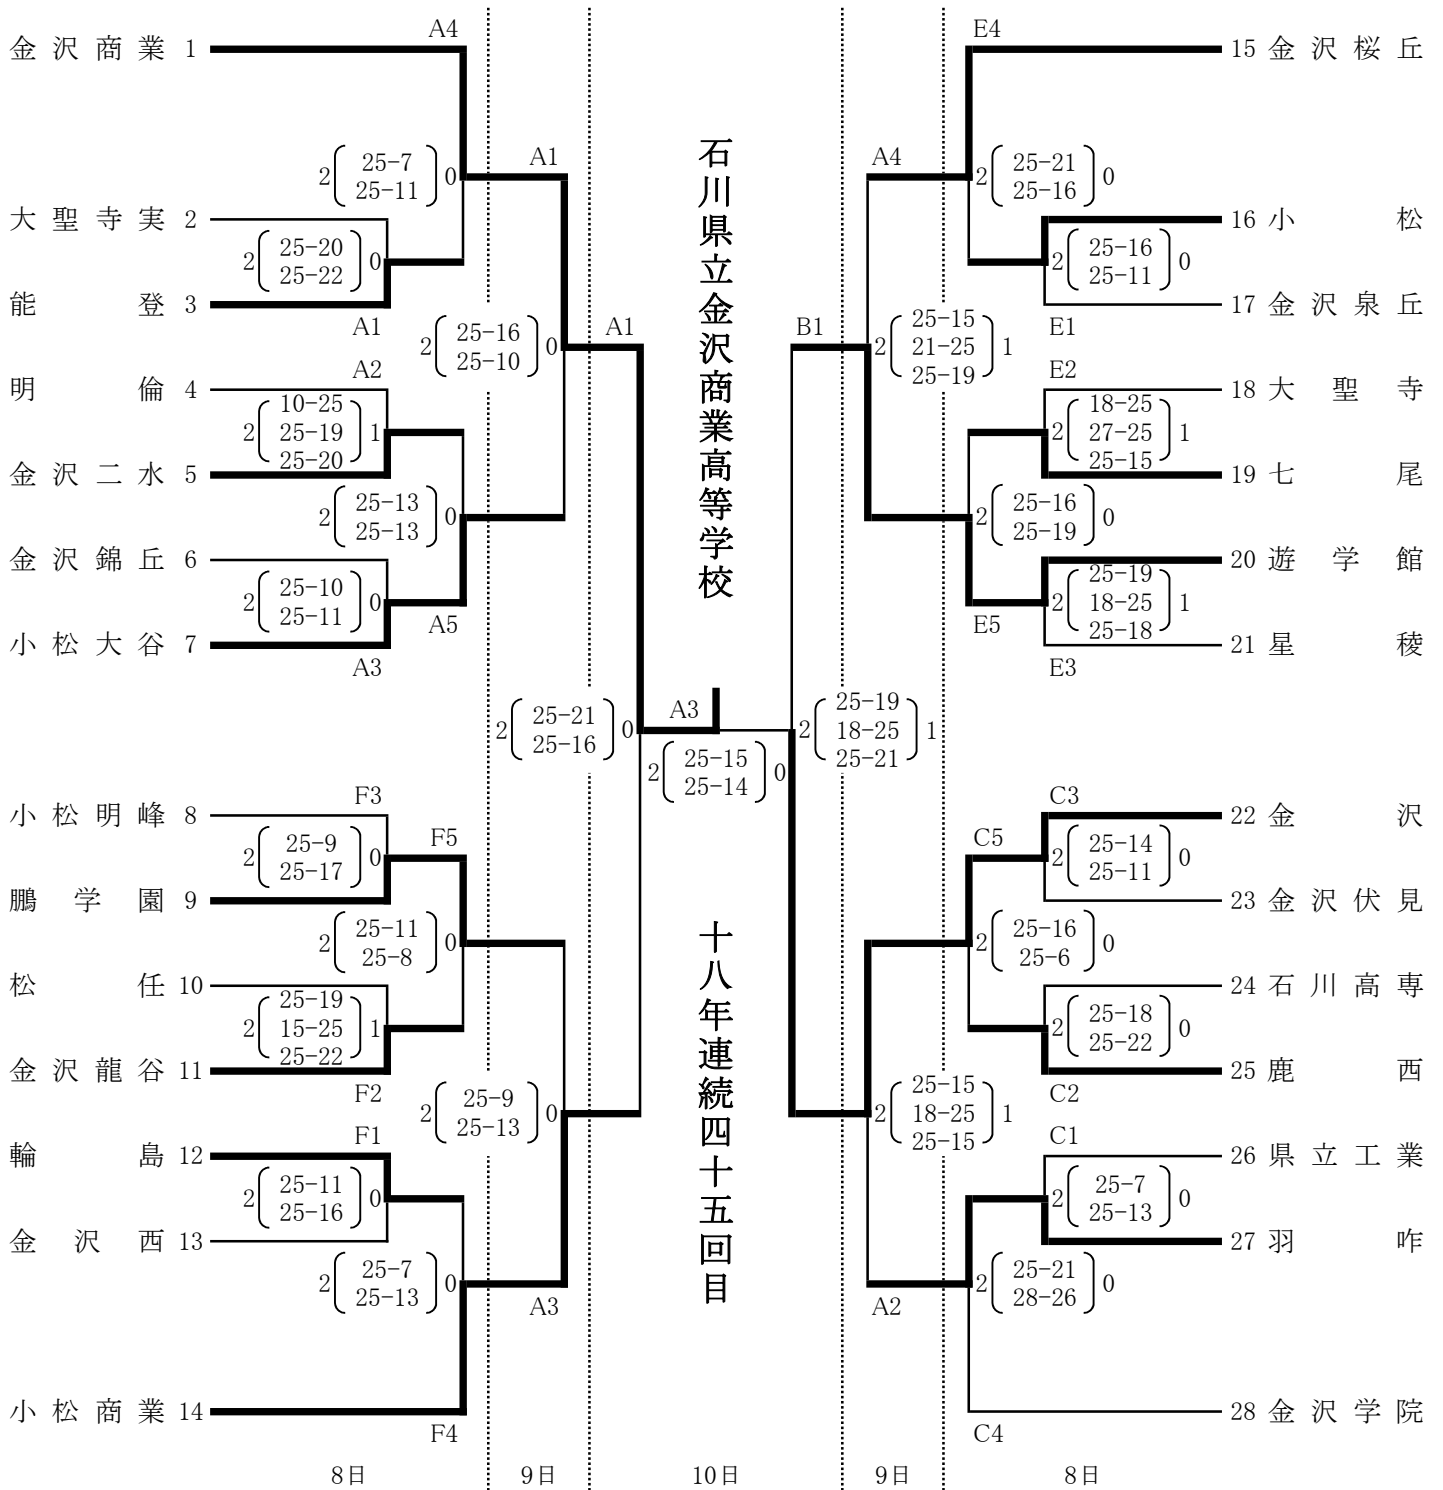 金沢商業 1
A4
2 25-7 25-11 0
大聖寺実 2
2 25-20 25-22 0
能登 3
A1
A1
2 25-16 25-10 0
明倫 4
A2
2 10-25 25-19 25-20 1
金沢二水 5
2 25-13 25-13 0
金沢錦丘 6
2 25-10 25-11 0
小松大谷 7
A5
A3
A1
2 25-21 25-16 0
小松明峰 8
F3
2 25-9 25-17 0
F5
鵬学園 9
2 25-11 25-8 0
松任 10
2 25-19 15-25 25-22 1
金沢龍谷 11
F2
2 25-9 25-13 0
輪島 12
F1
2 25-11 25-16 0
金沢西 13
2 25-7 25-13 0
A3
小松商業 14
F4
石川県立金沢商業高等学校
A3
2 25-15 25-14 0
十八年連続四十五回目
E4
15 金沢桜丘
A4
2 25-21 25-16 0
16 小松
2 25-16 25-11 0
17 金沢泉丘
E1
B1
2 25-15 21-25 25-19 1
E2
18 大聖寺
2 18-25 27-25 25-15 1
19 七尾
2 25-16 25-19 0
20 遊学館
2 25-19 18-25 25-18 1
E5
21 星稜
E3
2 25-19 18-25 25-21 1
C3
22 金沢
C5
2 25-14 25-11 0
23 金沢伏見
2 25-16 25-6 0
24 石川高専
2 25-18 25-22 0
25 鹿西
C2
2 25-15 18-25 25-15 1
C1
26 県立工業
2 25-7 25-13 0
27 羽咋
2 25-21 28-26 0
A2
28 金沢学院
C4
8日 9日 10日 9日 8日